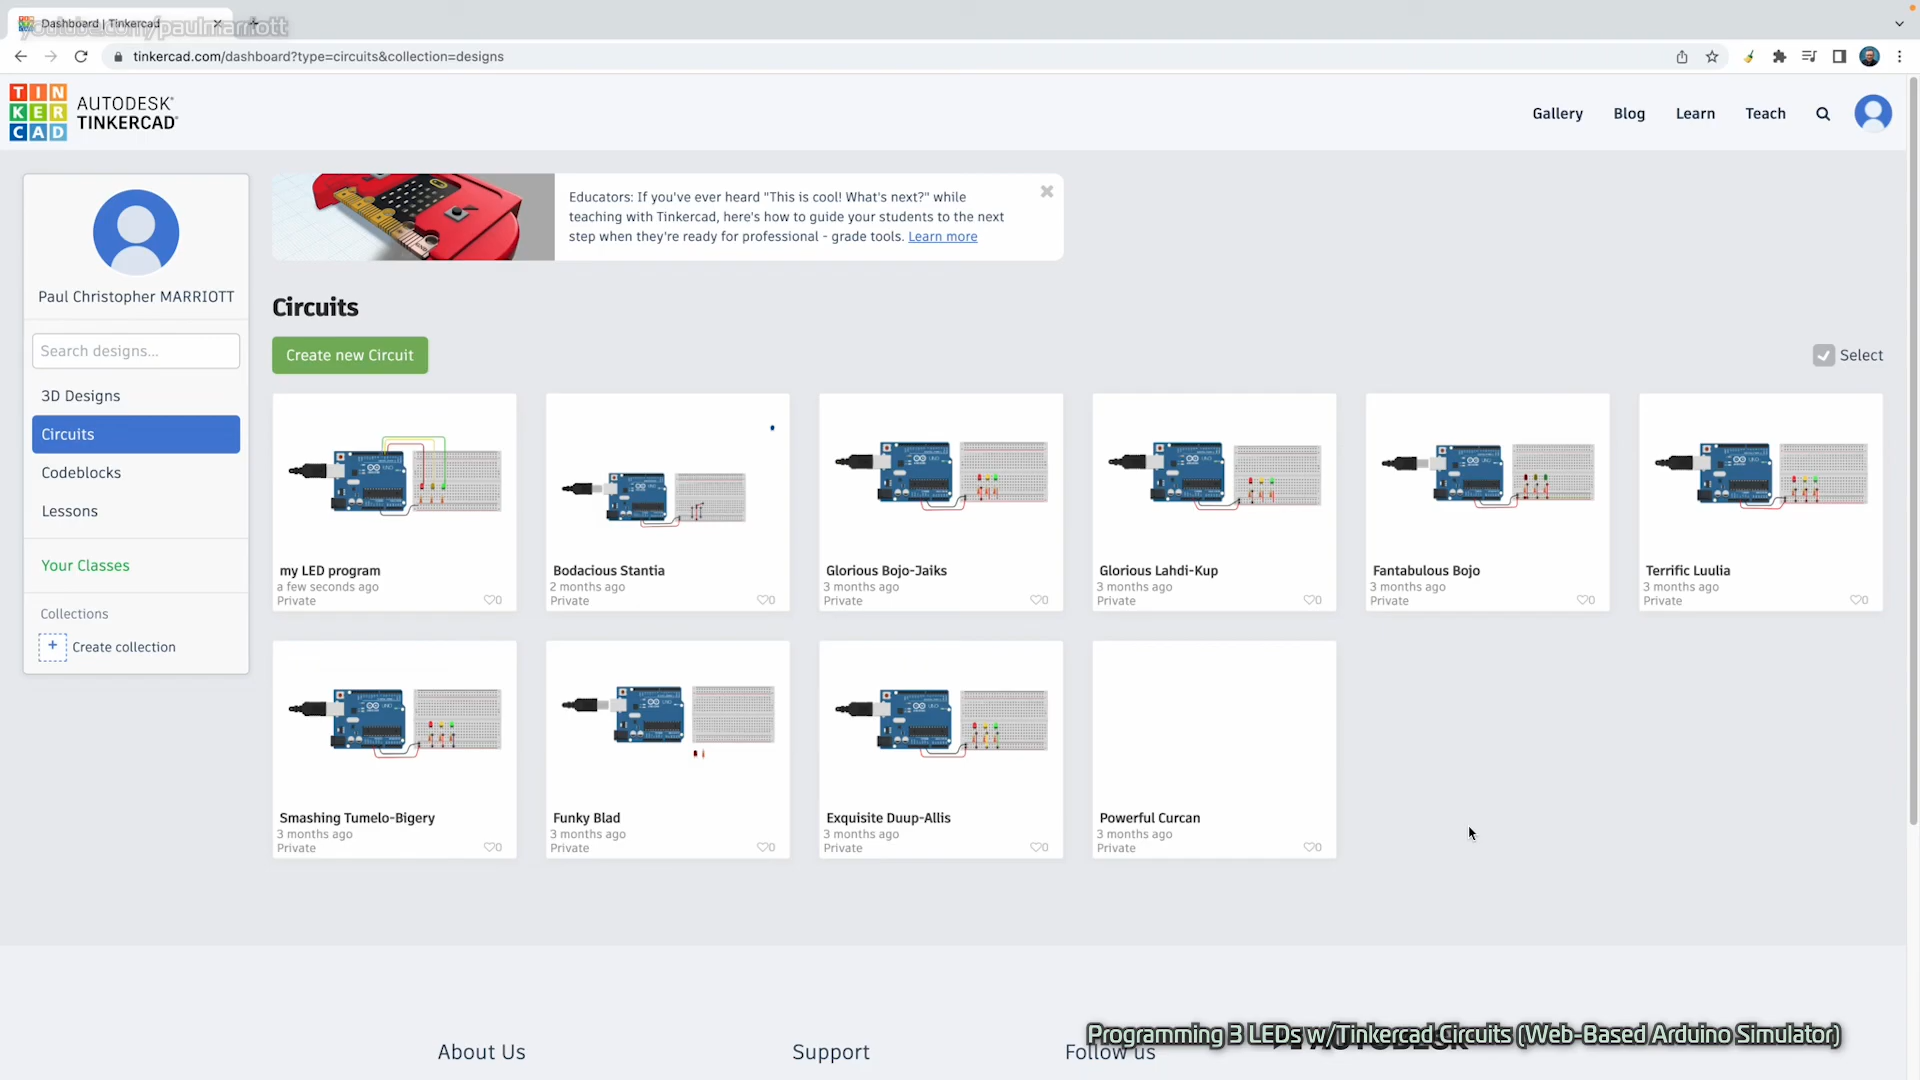 Dashboard | Tinkercad
youtube.com/paulmarriott
tinkercad.com/dashboard?type=circuits&collection=designs
TIN
KER
CAD
AUTODESK®
TINKERCAD®
Gallery
Blog
Learn
Teach
Educators: If you've ever heard "This is cool! What's next?" while
teaching with Tinkercad, here's how to guide your students to the next
step when they're ready for professional - grade tools. Learn more
Paul Christopher MARRIOTT
Search designs...
3D Designs
Circuits
Codeblocks
Lessons
Your Classes
Collections
+ Create collection
Circuits
Create new Circuit
Select
my LED program
a few seconds ago
Private
0
Bodacious Stantia
2 months ago
Private
0
Glorious Bojo-Jaiks
3 months ago
Private
0
Glorious Lahdi-Kup
3 months ago
Private
0
Fantabulous Bojo
3 months ago
Private
0
Terrific Luulia
3 months ago
Private
0
Smashing Tumelo-Bigery
3 months ago
Private
0
Funky Blad
3 months ago
Private
0
Exquisite Duup-Allis
3 months ago
Private
0
Powerful Curcan
3 months ago
Private
0
About Us
Support
Follow us
AUTODESK
Programming 3 LEDs w/Tinkercad Circuits (Web-Based Arduino Simulator)